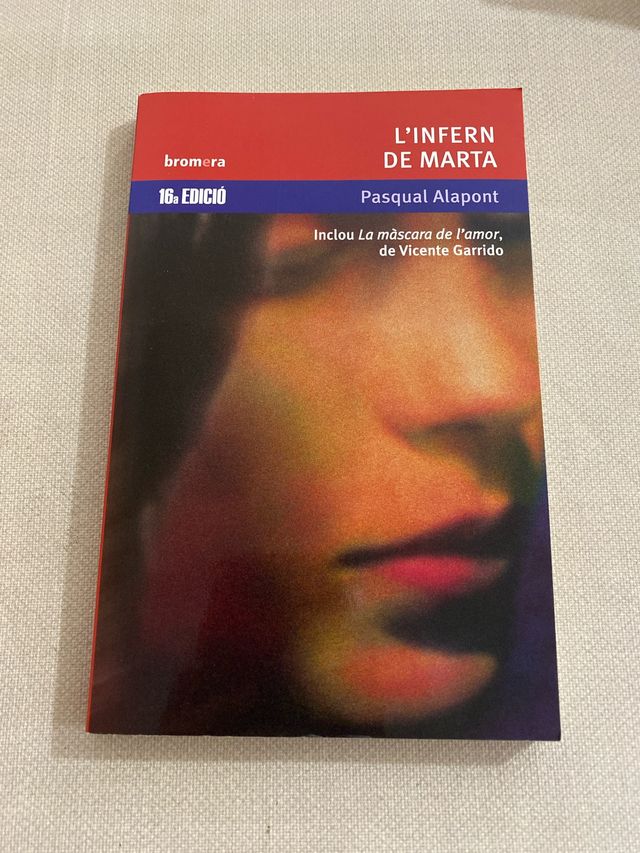 L'INFERN
DE MARTA
bromera
16a EDICIÓ
Pasqual Alapont
Inclou La màscara de l'amor,
de Vicente Garrido